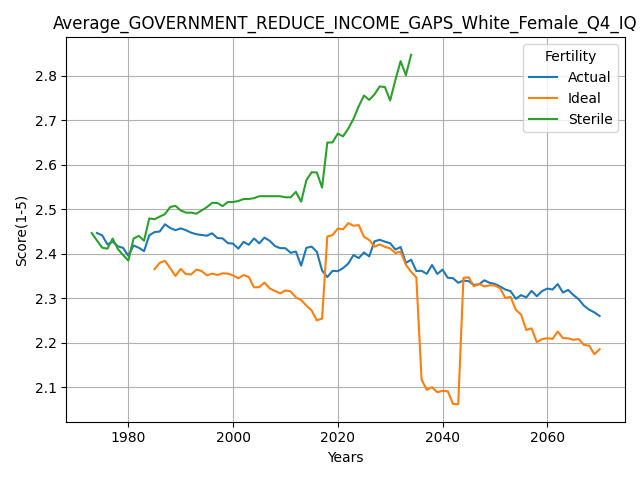 Average_GOVERNMENT_REDUCE_INCOME_GAPS_White_Female_Q4_IQ
Fertility
Actual
Ideal
Sterile
2.8
2.7
2.6
2.5
2.4
2.3
2.2
2.1
Score(1-5)
1980
2000
2020
2040
2060
Years